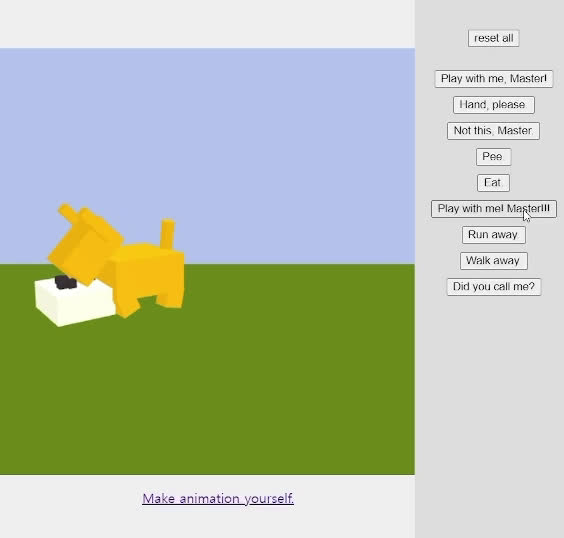 reset all
Play with me, Master!
Hand, please.
Not this, Master.
Pee.
Eat.
Play with me! Master!!!
Run away.
Walk away.
Did you call me?
Make animation yourself.